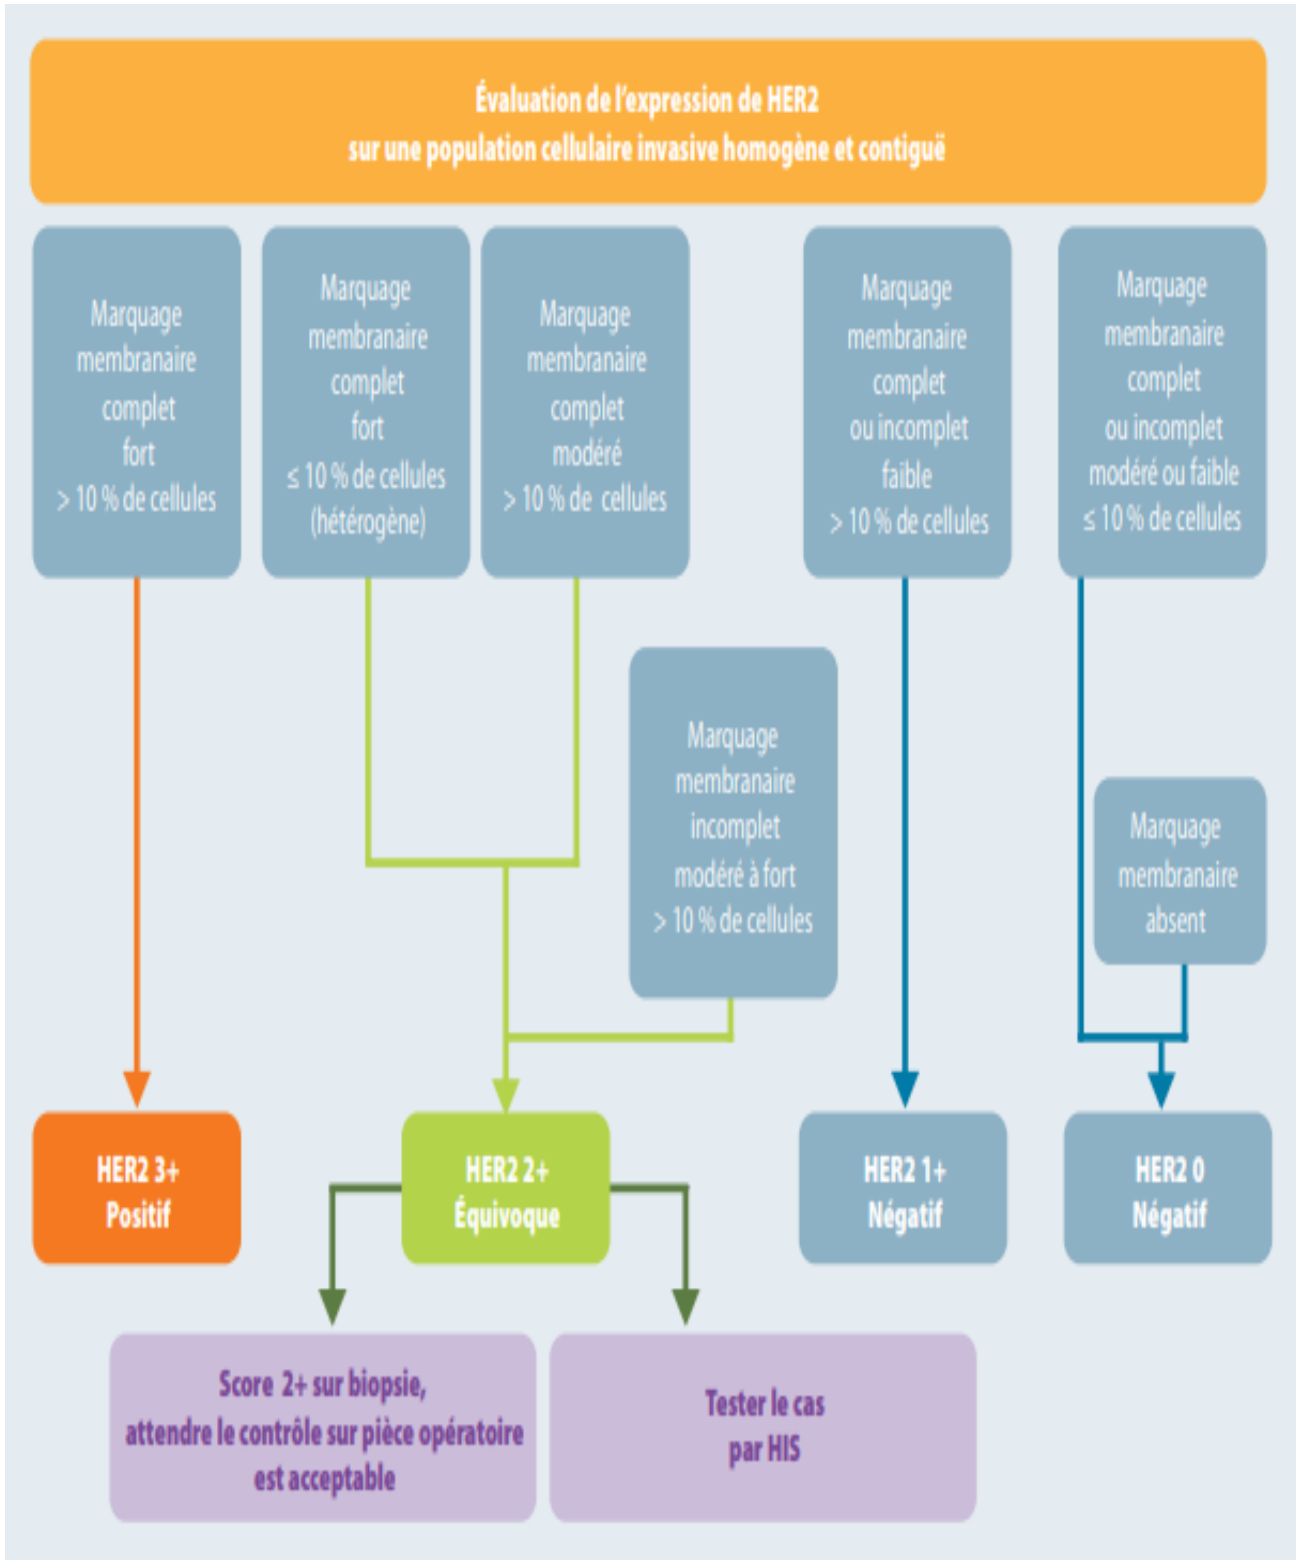 Évaluation de l'expression de HER2
sur une population cellulaire invasive homogène et contiguë
Marquage
membranaire
complet
fort
> 10 % de cellules
Marquage
membranaire
complet
fort
≤ 10 % de cellules
(hétérogène)
Marquage
membranaire
complet
modéré
> 10 % de cellules
Marquage
membranaire
complet
ou incomplet
faible
> 10 % de cellules
Marquage
membranaire
complet
ou incomplet
modéré ou faible
≤ 10 % de cellules
Marquage
membranaire
incomplet
modéré à fort
> 10 % de cellules
Marquage
membranaire
absent
HER2 3+
Positif
HER2 2+
Équivoque
HER2 1+
Négatif
HER2 0
Négatif
Score 2+ sur biopsie,
attendre le contrôle sur pièce opératoire
est acceptable
Tester le cas
par HIS